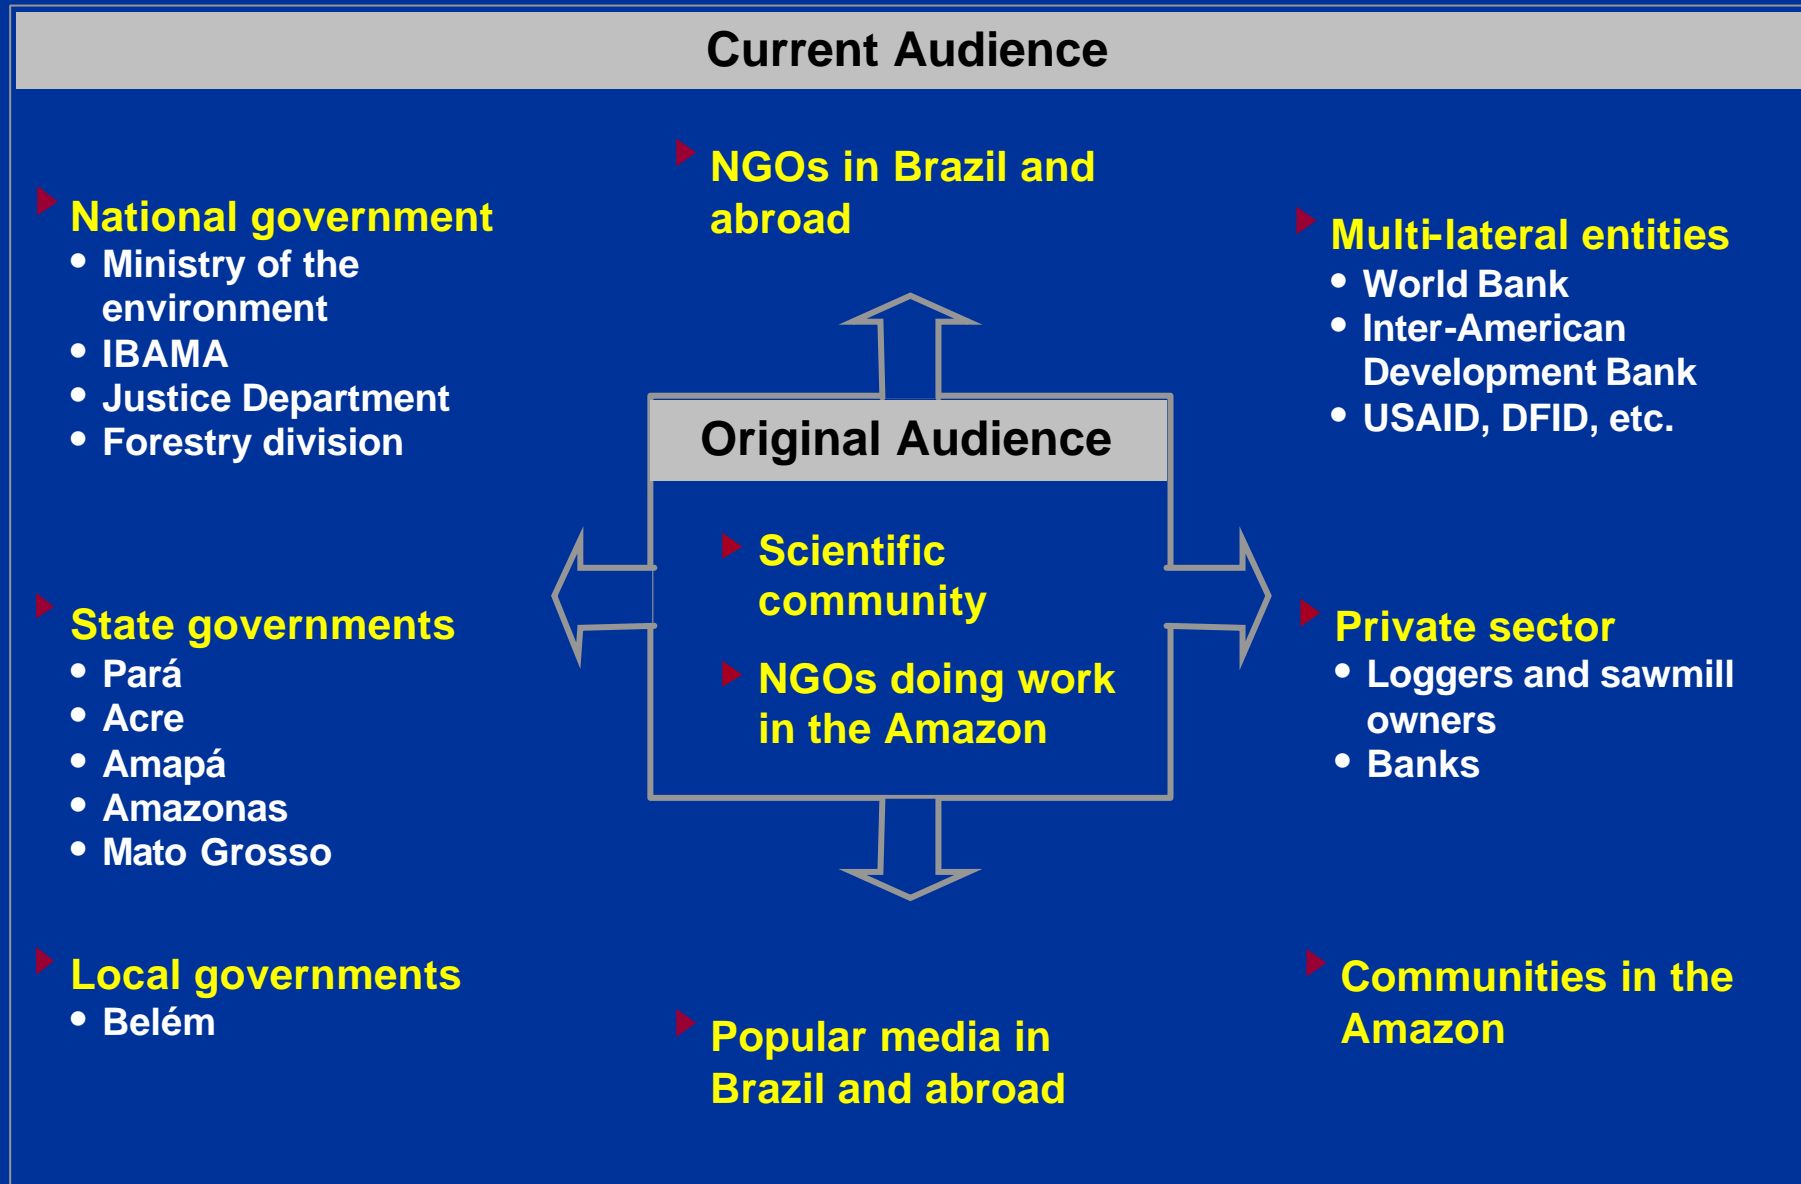 Current Audience
National government
• Ministry of the
environment
• IBAMA
• Justice Department
• Forestry division
State governments
• Pará
• Acre
• Amapá
• Amazonas
• Mato Grosso
Local governments
• Belém
NGOs in Brazil and
abroad
Original Audience
Scientific
community
NGOs doing work
in the Amazon
Popular media in
Brazil and abroad
Multi-lateral entities
• World Bank
• Inter-American
Development Bank
• USAID, DFID, etc.
Private sector
• Loggers and sawmill
owners
• Banks
Communities in the
Amazon